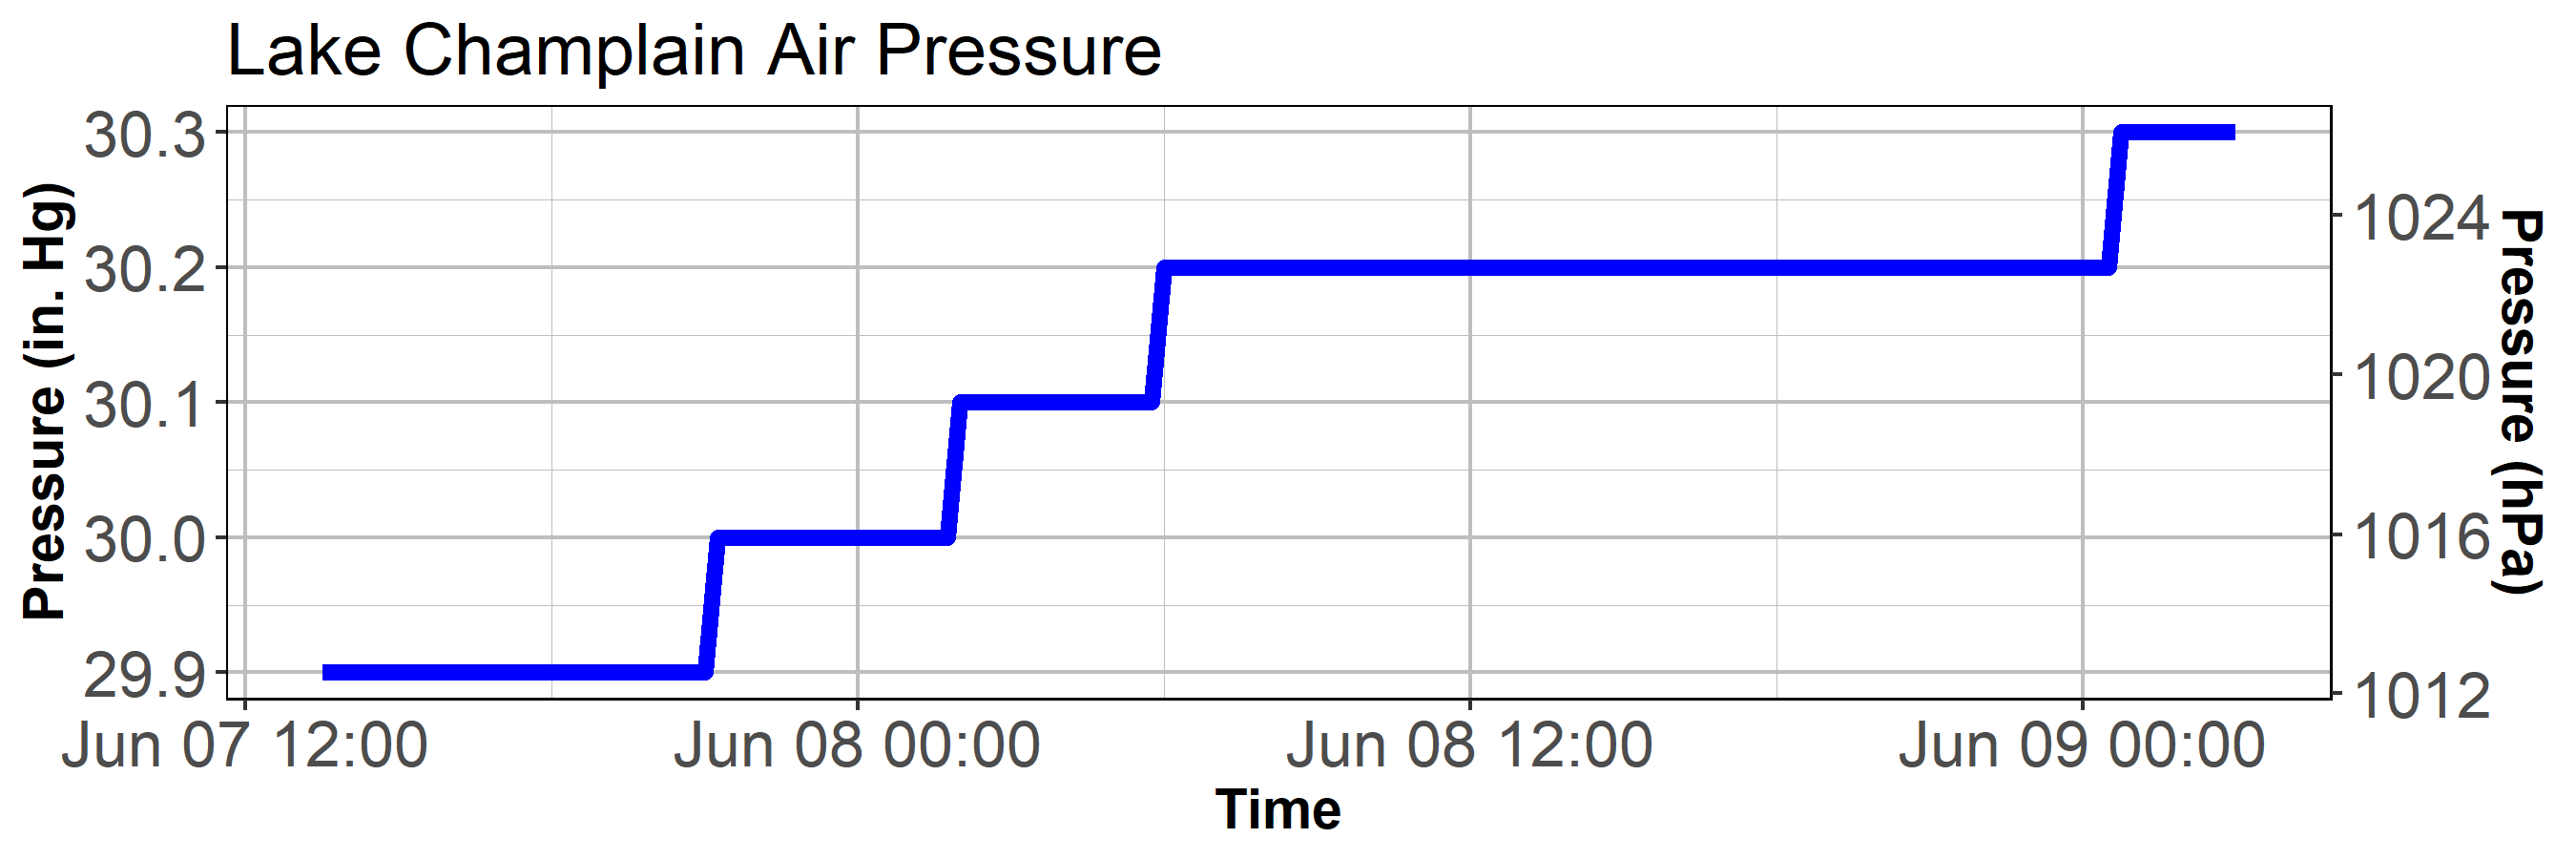 Lake Champlain Air Pressure
30.3
30.2
30.1
30.0
29.9
Pressure (in. Hg)
1024
1020
1016
1012
Pressure (hPa)
Jun 07 12:00
Jun 08 00:00
Jun 08 12:00
Jun 09 00:00
Time